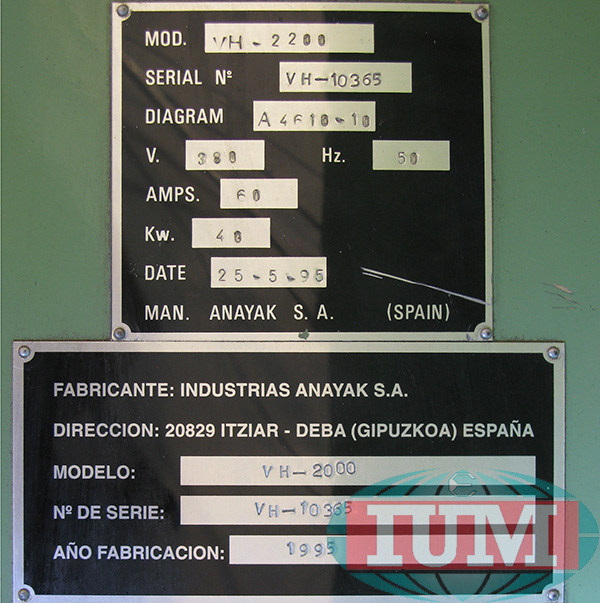 MOD. VH-2200
SERIAL Nº VH-10365
DIAGRAM A4610-10
V. 380 Hz. 50
AMPS. 60
Kw. 40
DATE 25-5-95
MAN. ANAYAK S.A. (SPAIN)
FABRICANTE: INDUSTRIAS ANAYAK S.A.
DIRECCION: 20829 ITZIAR - DEBA (GIPUZKOA) ESPAÑA
MODELO: VH-2000
Nº DE SERIE: VH-10365
AÑO FABRICACION: 1995
IUM